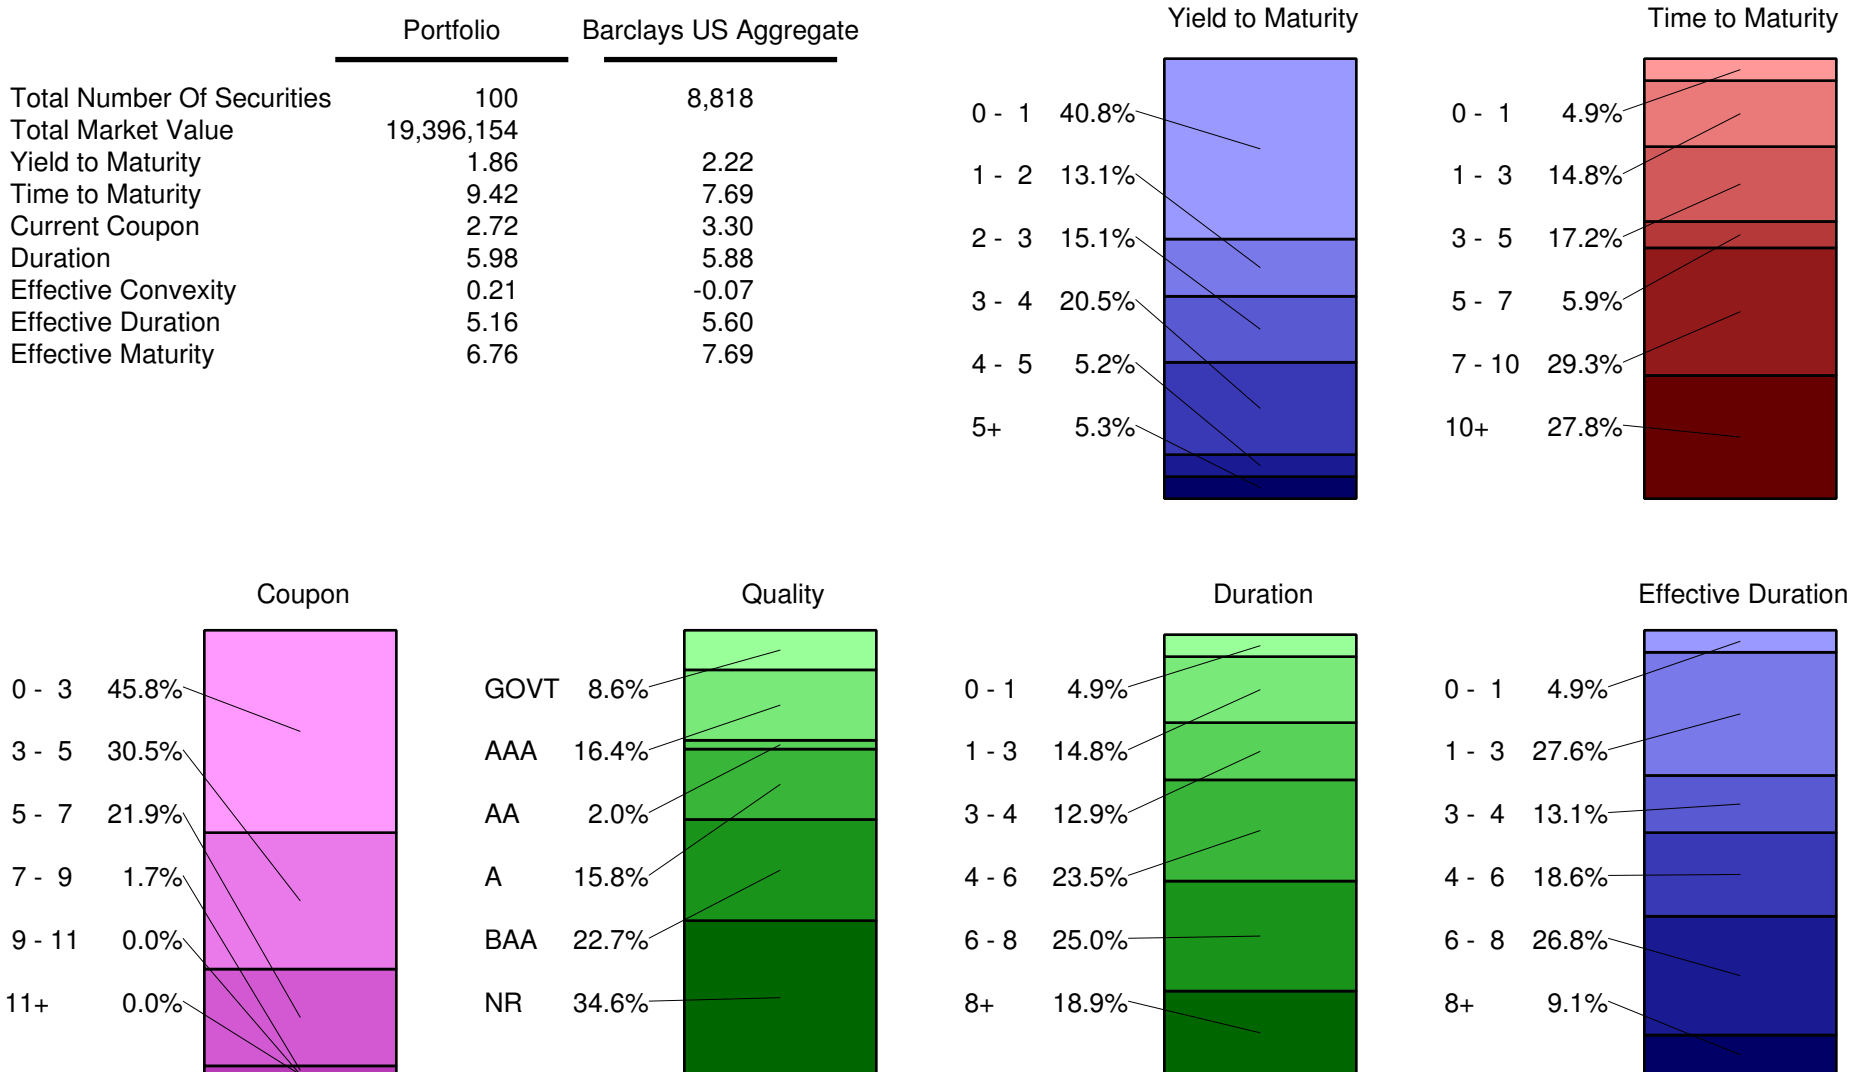 Portfolio Barclays US Aggregate
Total Number Of Securities 100 8,818
Total Market Value 19,396,154
Yield to Maturity 1.86 2.22
Time to Maturity 9.42 7.69
Current Coupon 2.72 3.30
Duration 5.98 5.88
Effective Convexity 0.21 -0.07
Effective Duration 5.16 5.60
Effective Maturity 6.76 7.69
Yield to Maturity
0 - 1 40.8%
1 - 2 13.1%
2 - 3 15.1%
3 - 4 20.5%
4 - 5 5.2%
5+ 5.3%
Time to Maturity
0 - 1 4.9%
1 - 3 14.8%
3 - 5 17.2%
5 - 7 5.9%
7 - 10 29.3%
10+ 27.8%
Coupon
0 - 3 45.8%
3 - 5 30.5%
5 - 7 21.9%
7 - 9 1.7%
9 - 11 0.0%
11+ 0.0%
Quality
GOVT 8.6%
AAA 16.4%
AA 2.0%
A 15.8%
BAA 22.7%
NR 34.6%
Duration
0 - 1 4.9%
1 - 3 14.8%
3 - 4 12.9%
4 - 6 23.5%
6 - 8 25.0%
8+ 18.9%
Effective Duration
0 - 1 4.9%
1 - 3 27.6%
3 - 4 13.1%
4 - 6 18.6%
6 - 8 26.8%
8+ 9.1%